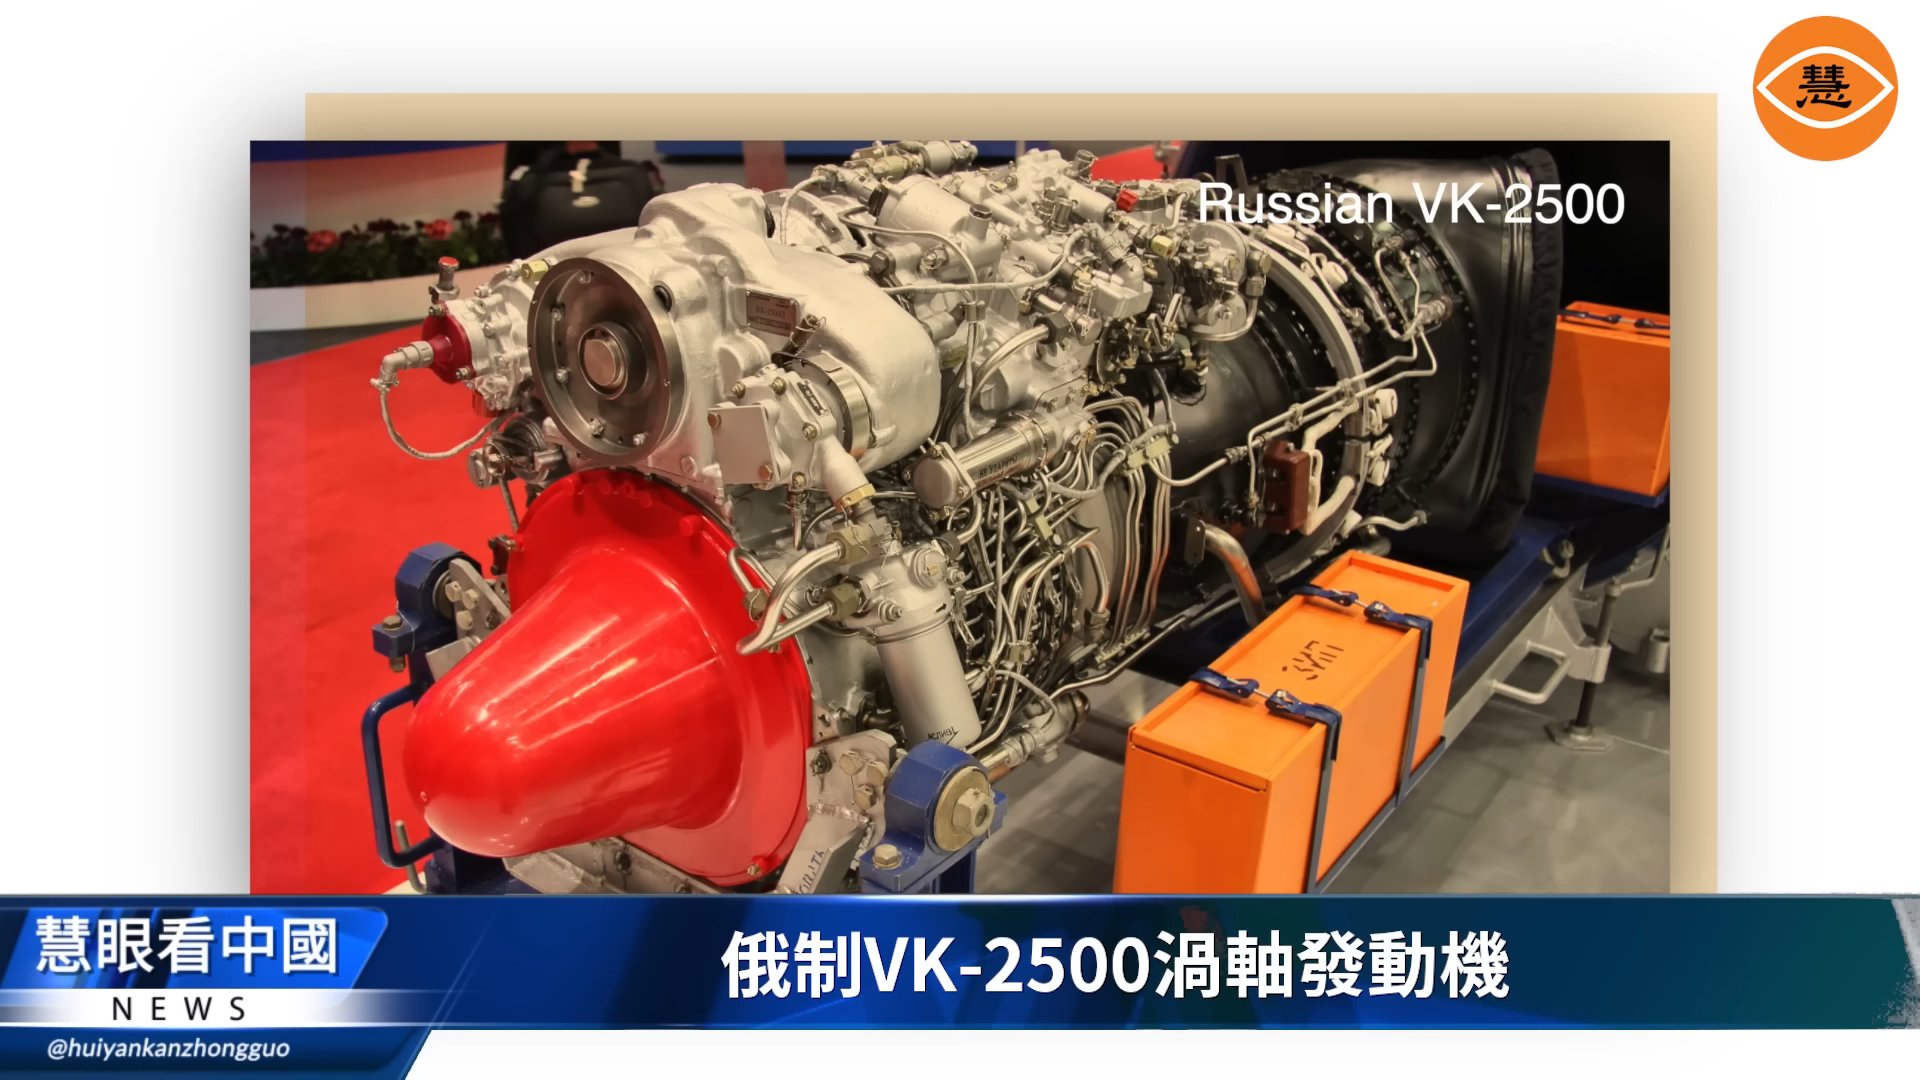 慧
Russian VK-2500
慧眼看中國
NEWS
@huiyankanzhongguo
俄制VK-2500渦軸發動機